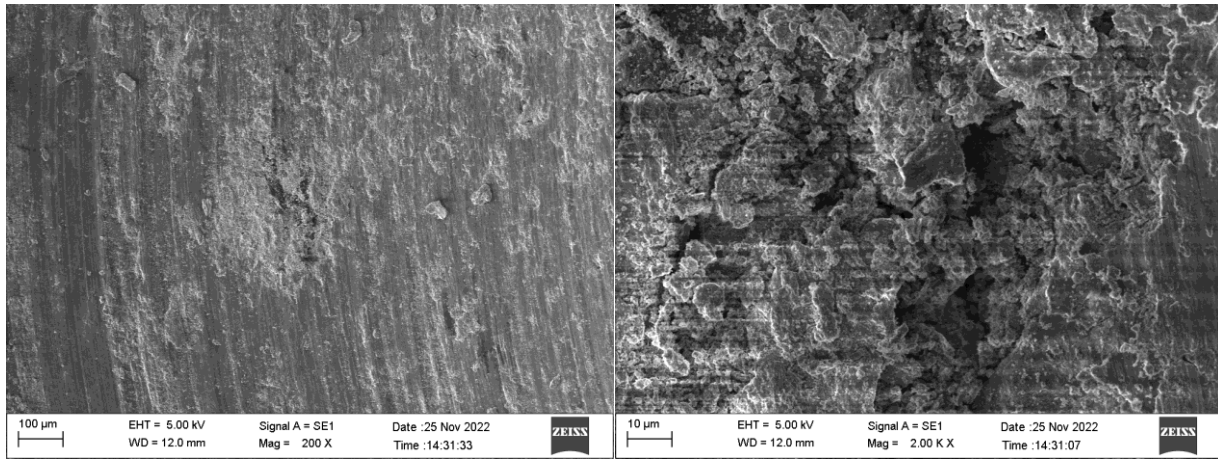 100 µm
EHT = 5.00 kV
Signal A = SE1
Date :25 Nov 2022
WD = 12.0 mm
Mag = 200 X
Time :14:31:33
ZEISS
10 µm
EHT = 5.00 kV
Signal A = SE1
Date :25 Nov 2022
WD = 12.0 mm
Mag = 2.00 K X
Time :14:31:07
ZEISS